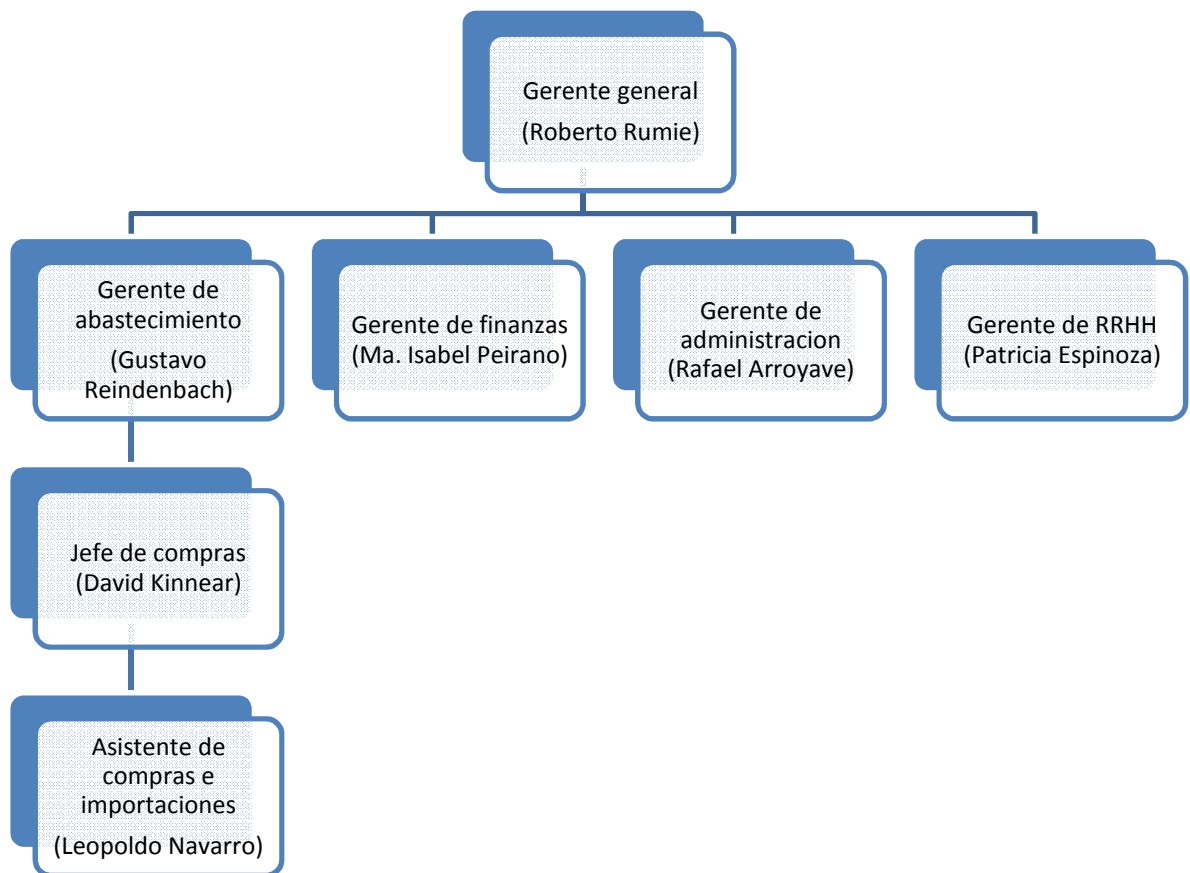 Gerente general
(Roberto Rumie)
Gerente de
abastecimiento
(Gustavo
Reindenbach)
Gerente de finanzas
(Ma. Isabel Peirano)
Gerente de
administracion
(Rafael Arroyave)
Gerente de RRHH
(Patricia Espinoza)
Jefe de compras
(David Kinnear)
Asistente de
compras e
importaciones
(Leopoldo Navarro)